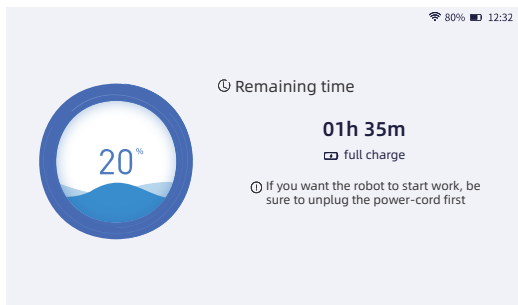 80% 12:32
Remaining time
01h 35m
full charge
20%
If you want the robot to start work, be
sure to unplug the power-cord first